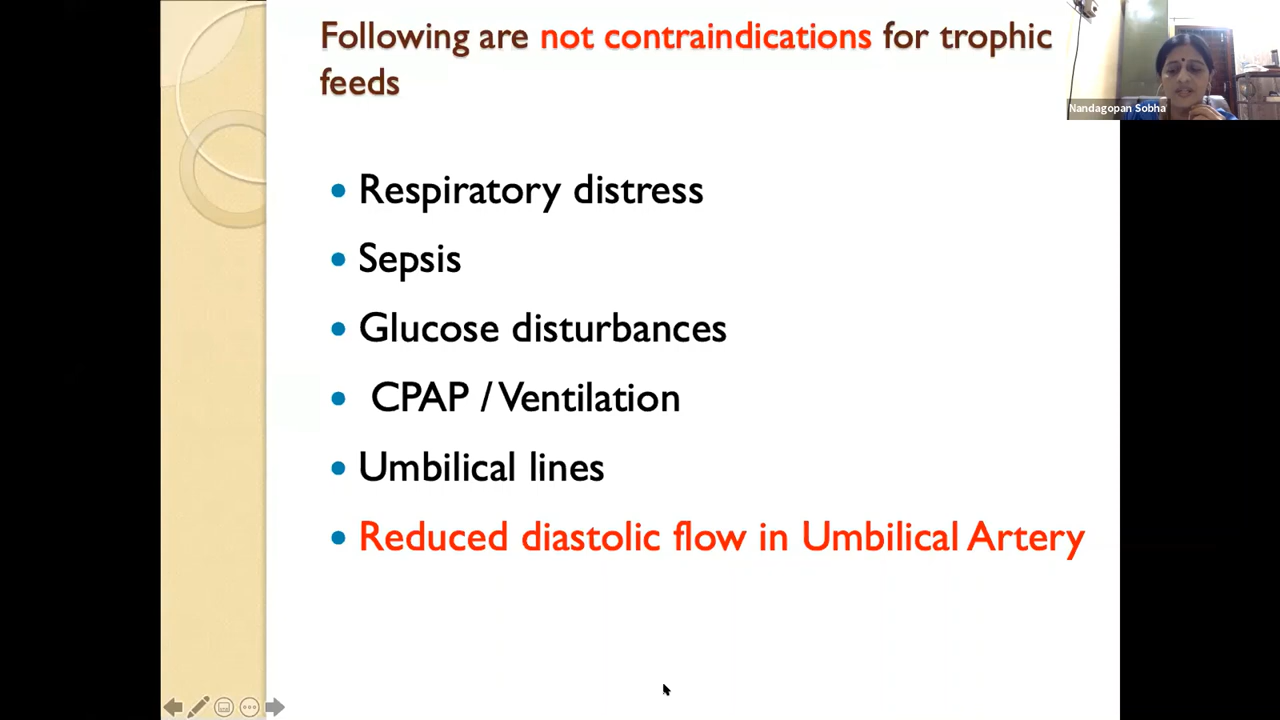 Following are not contraindications for trophic
feeds
Nandagopan Sobha
• Respiratory distress
• Sepsis
• Glucose disturbances
• CPAP / Ventilation
• Umbilical lines
• Reduced diastolic flow in Umbilical Artery